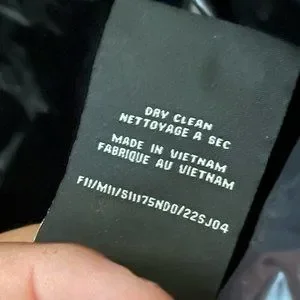 DRY CLEAN
NETTOYAGE A SEC
MADE IN VIETNAM
FABRIQUE AU VIETNAM
F11/M11/S11175ND0/22SJ04